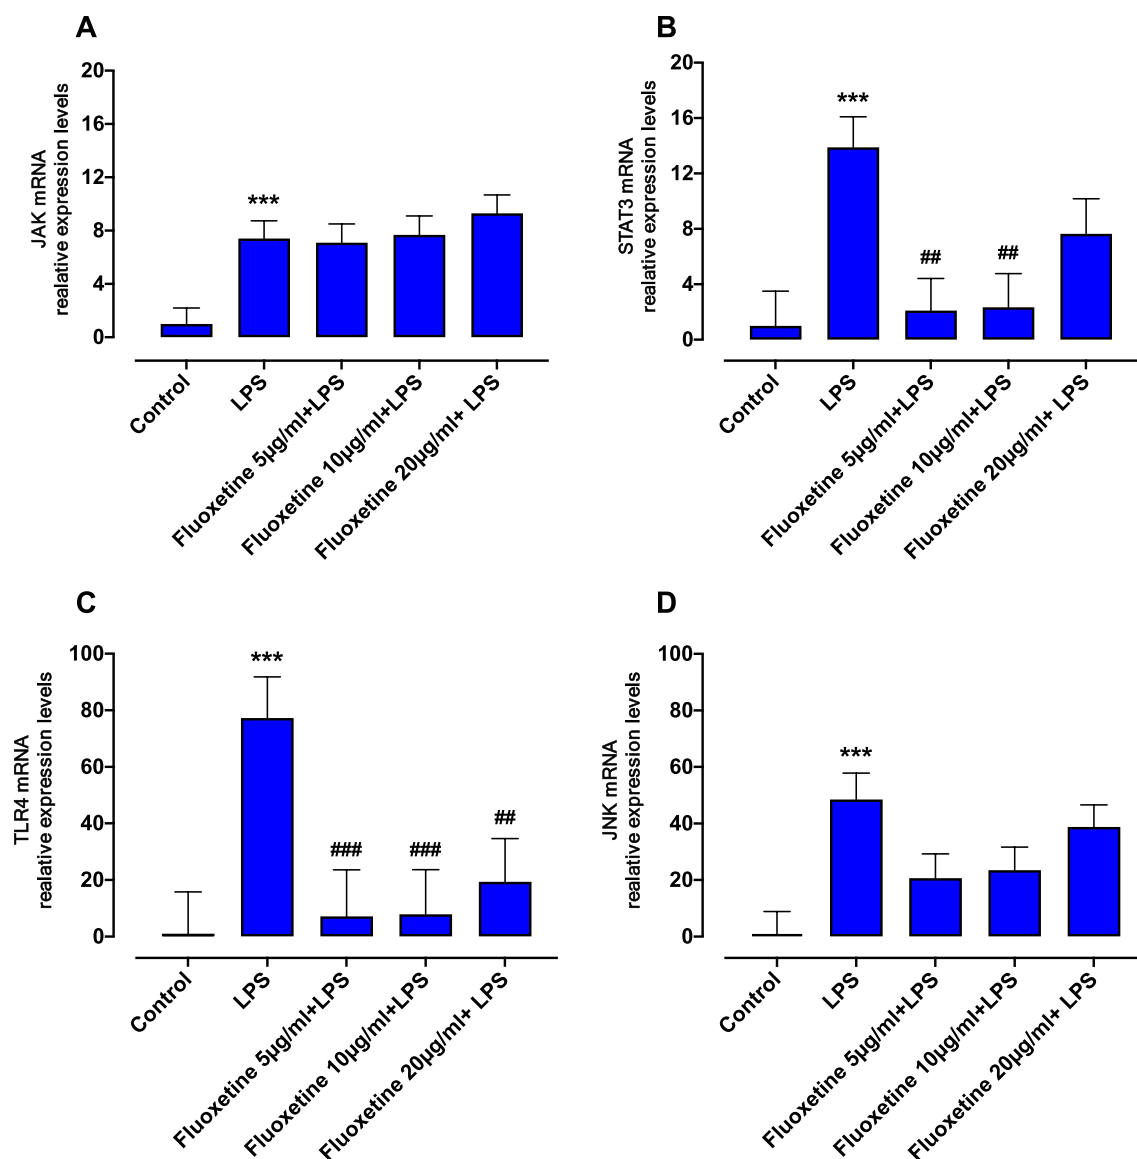 A
JAK mRNA
realative expression levels
20
16
12
8
4
0
***
Control
LPS
Fluoxetine 5µg/ml+LPS
Fluoxetine 10µg/ml+LPS
Fluoxetine 20µg/ml+ LPS
B
STAT3 mRNA
realative expression levels
20
16
12
8
4
0
***
##
##
Control
LPS
Fluoxetine 5µg/ml+LPS
Fluoxetine 10µg/ml+LPS
Fluoxetine 20µg/ml+ LPS
C
TLR4 mRNA
realative expression levels
100
80
60
40
20
0
***
###
###
##
Control
LPS
Fluoxetine 5µg/ml+LPS
Fluoxetine 10µg/ml+LPS
Fluoxetine 20µg/ml+ LPS
D
JNK mRNA
realative expression levels
100
80
60
40
20
0
***
Control
LPS
Fluoxetine 5µg/ml+LPS
Fluoxetine 10µg/ml+LPS
Fluoxetine 20µg/ml+ LPS